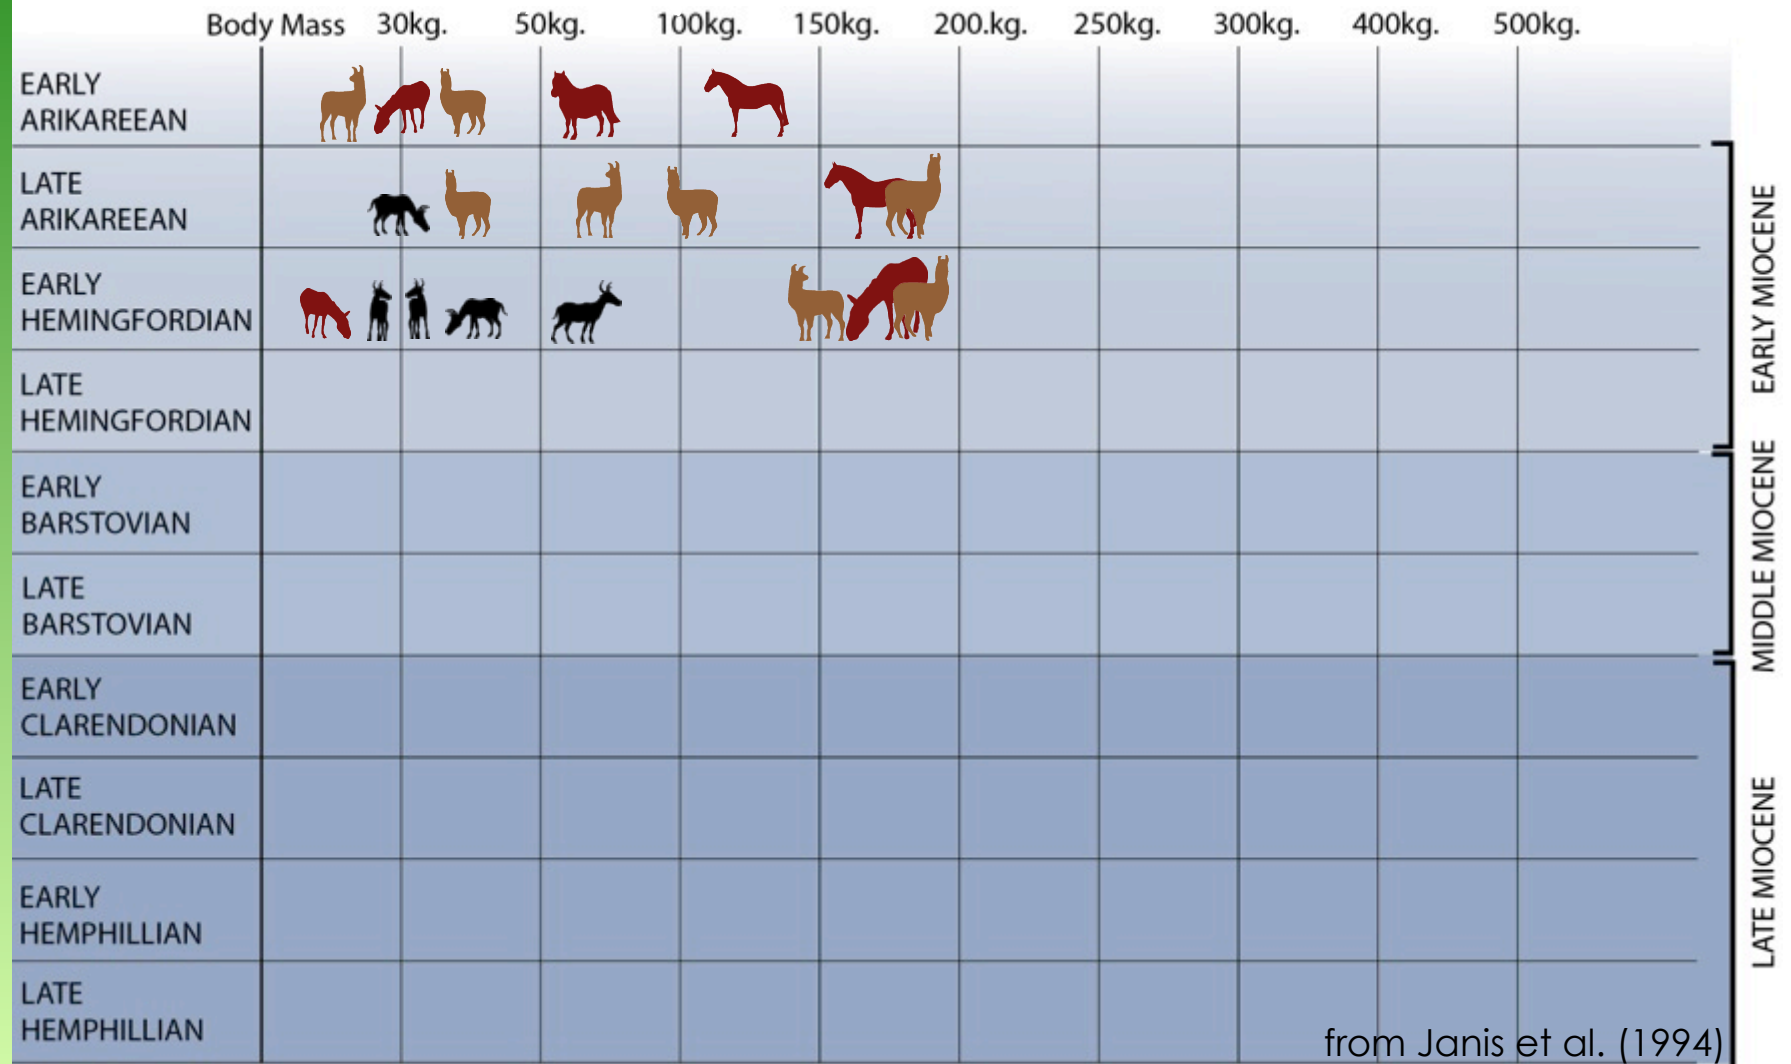 Body Mass 30kg. 50kg. 100kg. 150kg. 200.kg. 250kg. 300kg. 400kg. 500kg.
EARLY
ARIKAREEAN
LATE
ARIKAREEAN
EARLY
HEMINGFORDIAN
LATE
HEMINGFORDIAN
EARLY
BARSTOVIAN
LATE
BARSTOVIAN
EARLY
CLARENDONIAN
LATE
CLARENDONIAN
EARLY
HEMPHILLIAN
LATE
HEMPHILLIAN
EARLY MIOCENE
MIDDLE MIOCENE
LATE MIOCENE
from Janis et al. (1994)